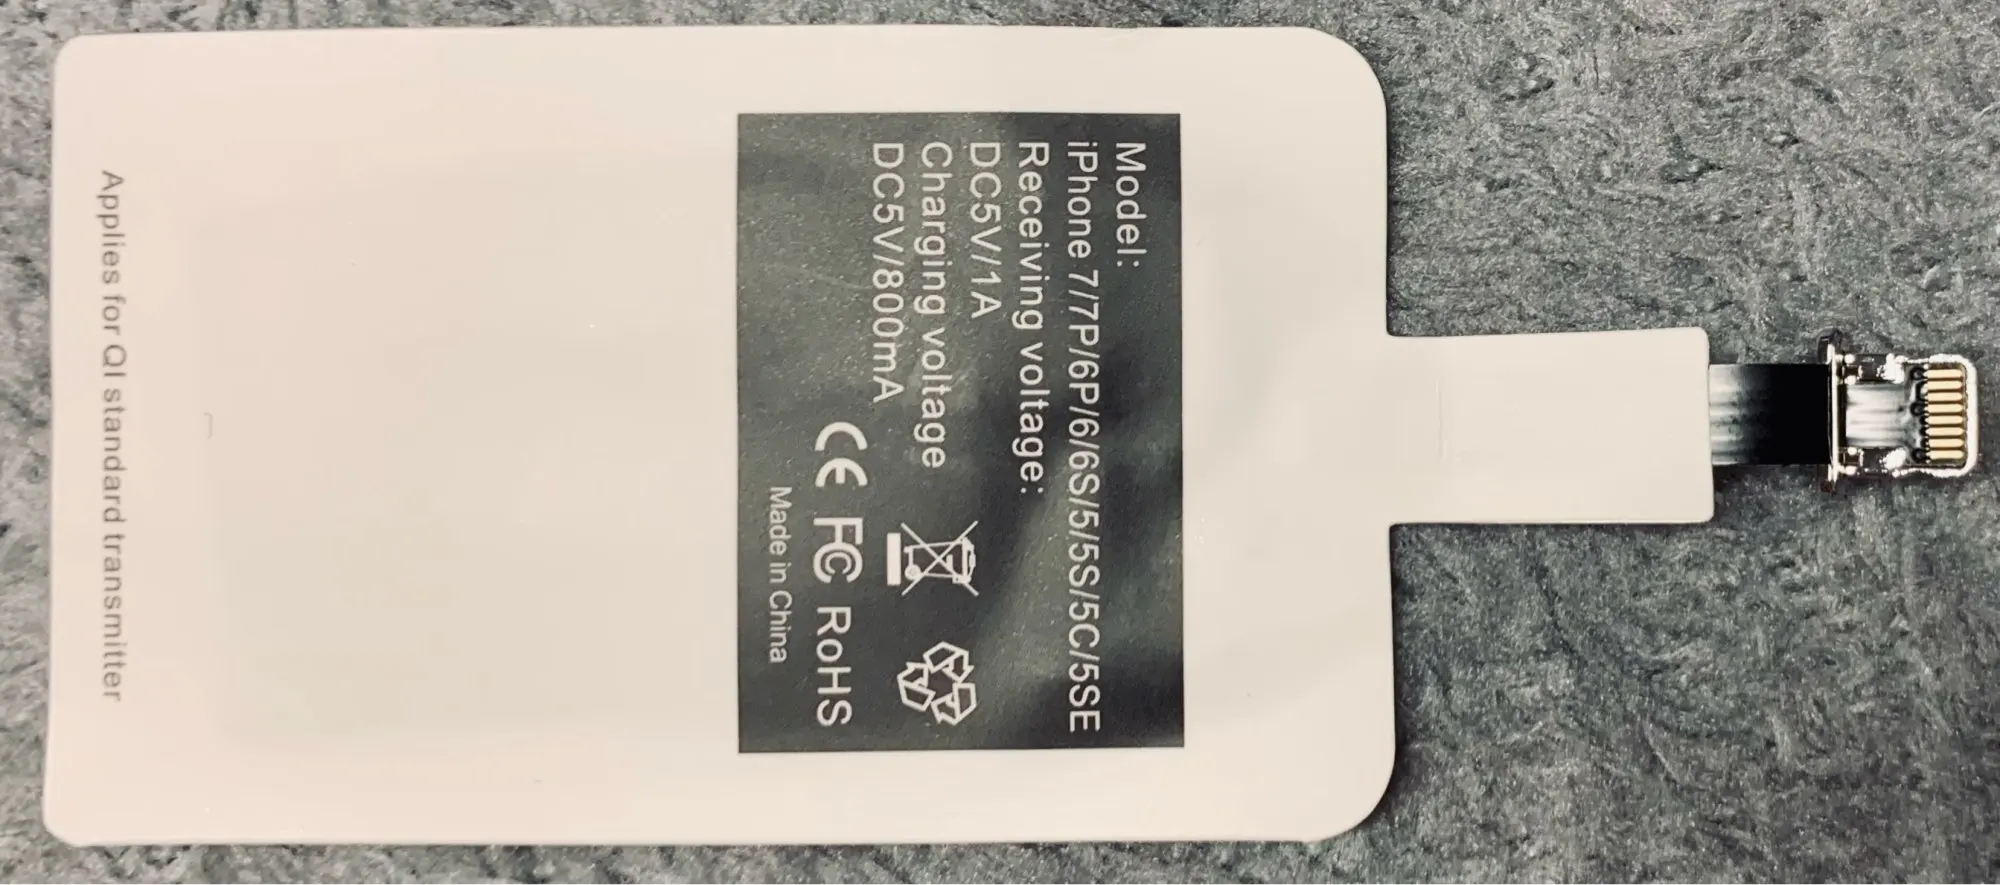 Model:
iPhone 7/7P/6P/6/6S/5/5S/5C/5SE
Receiving voltage:
DC5V/1A
Charging voltage
DC5V/800mA
CE FC RoHS
Made in China
Applies for QI standard transmitter